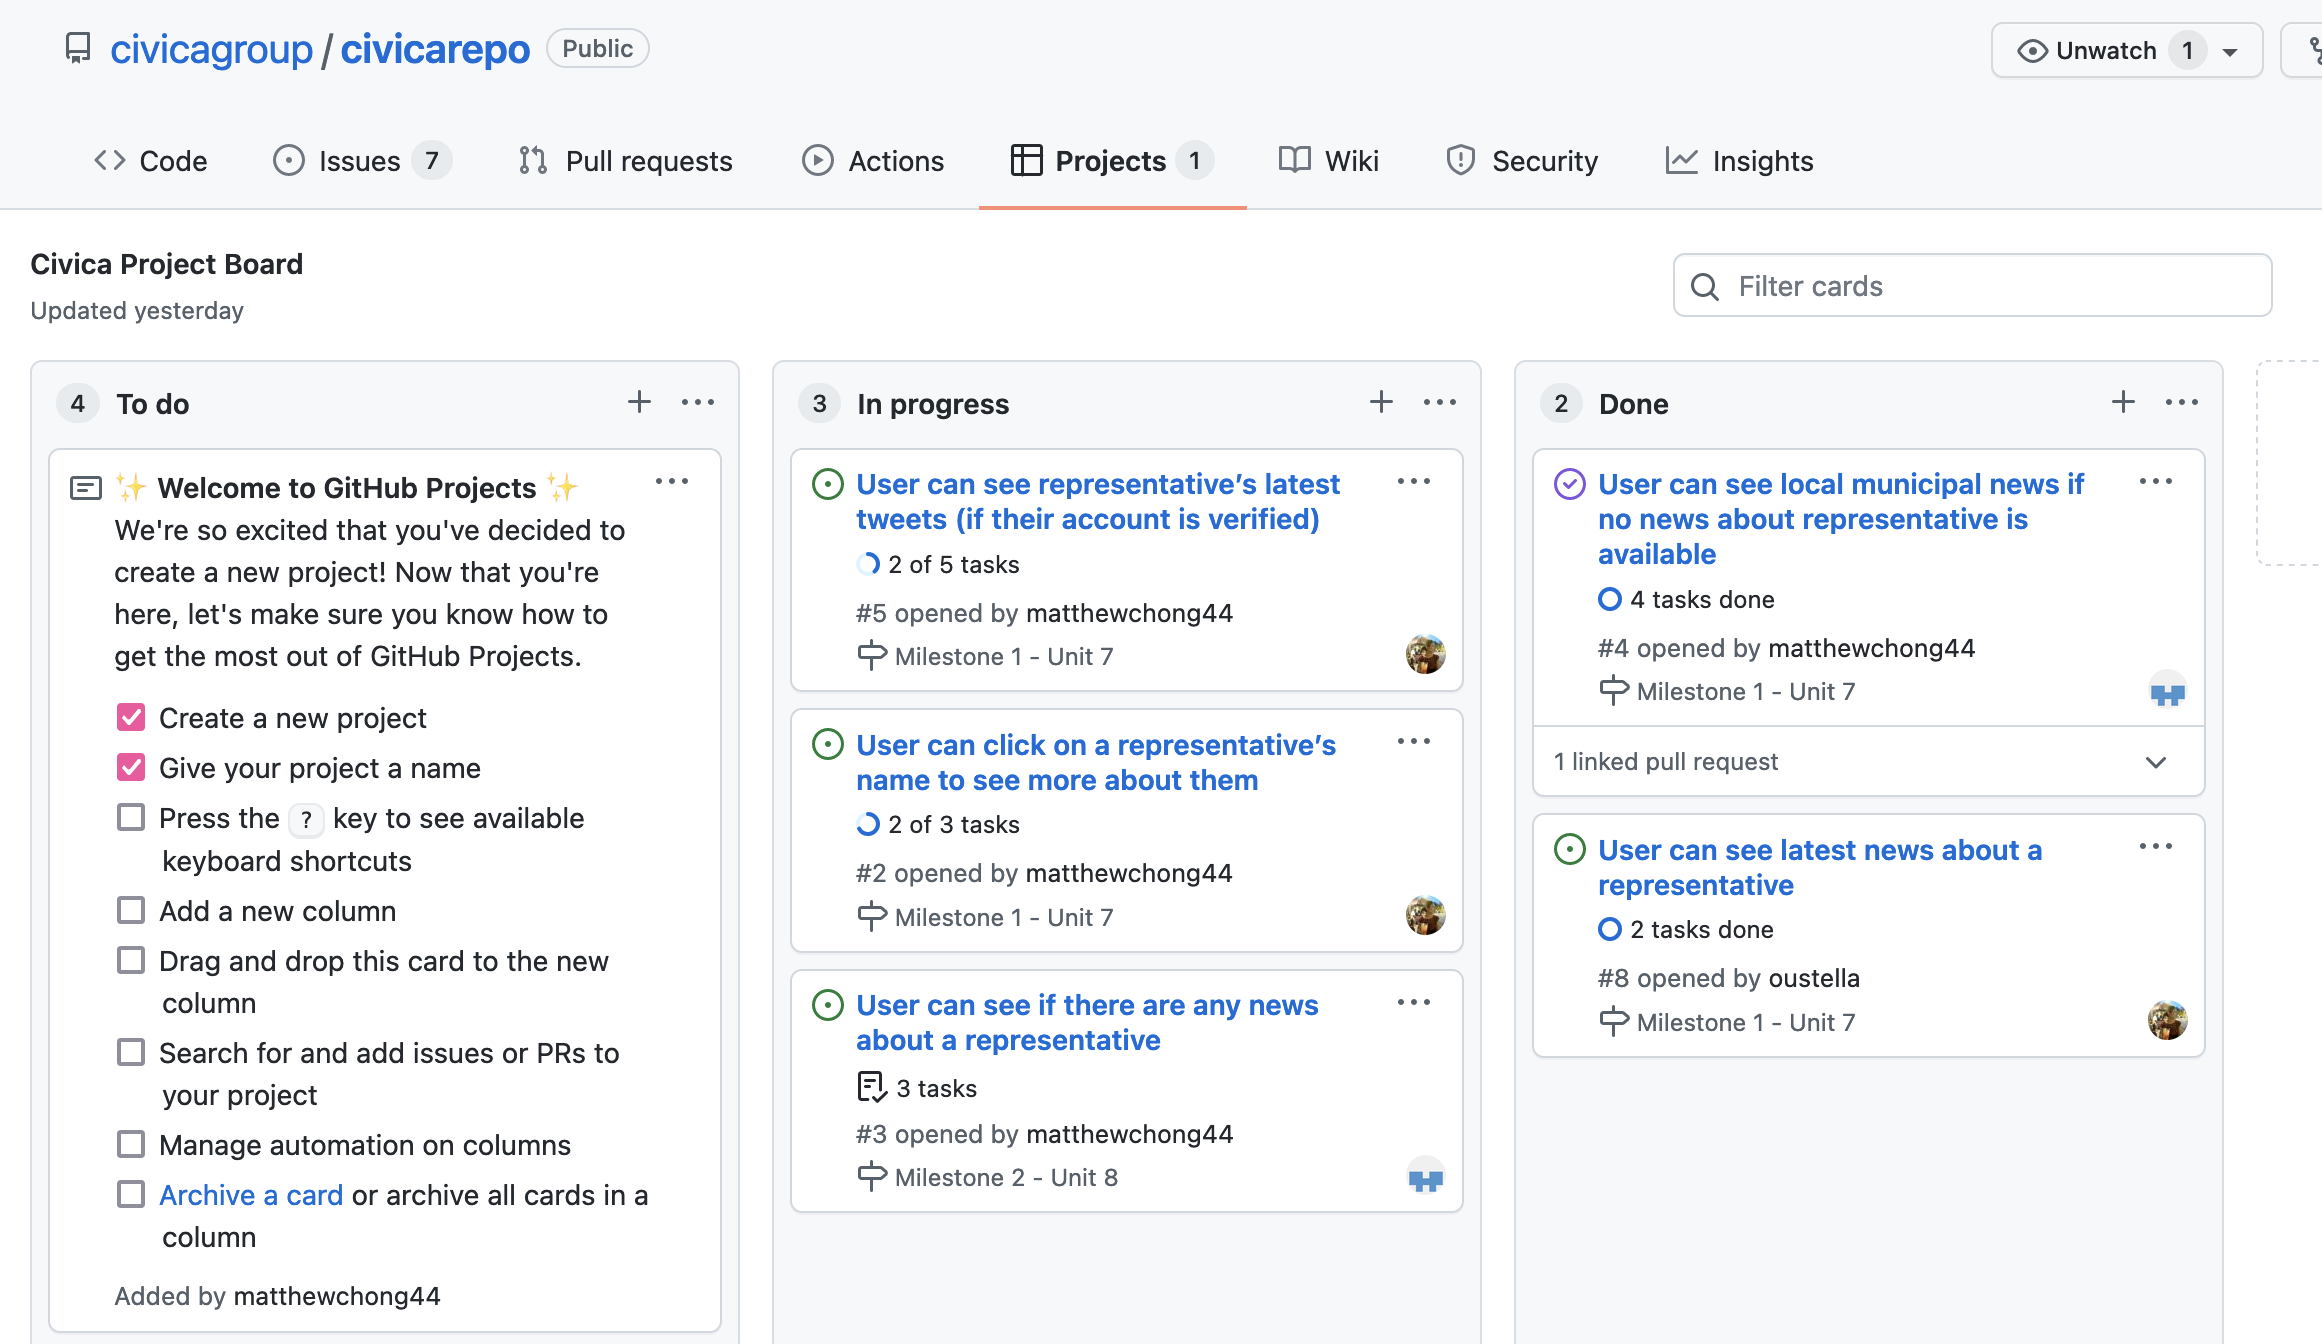 civicagroup / civicarepo Public
Unwatch 1
Code
Issues 7
Pull requests
Actions
Projects 1
Wiki
Security
Insights
Civica Project Board
Updated yesterday
Filter cards
4 To do
✨ Welcome to GitHub Projects ✨
We're so excited that you've decided to
create a new project! Now that you're
here, let's make sure you know how to
get the most out of GitHub Projects.
Create a new project
Give your project a name
Press the ? key to see available
keyboard shortcuts
Add a new column
Drag and drop this card to the new
column
Search for and add issues or PRs to
your project
Manage automation on columns
Archive a card or archive all cards in a
column
Added by matthewchong44
3 In progress
User can see representative’s latest
tweets (if their account is verified)
2 of 5 tasks
#5 opened by matthewchong44
Milestone 1 - Unit 7
User can click on a representative’s
name to see more about them
2 of 3 tasks
#2 opened by matthewchong44
Milestone 1 - Unit 7
User can see if there are any news
about a representative
3 tasks
#3 opened by matthewchong44
Milestone 2 - Unit 8
2 Done
User can see local municipal news if
no news about representative is
available
4 tasks done
#4 opened by matthewchong44
Milestone 1 - Unit 7
1 linked pull request
User can see latest news about a
representative
2 tasks done
#8 opened by oustella
Milestone 1 - Unit 7